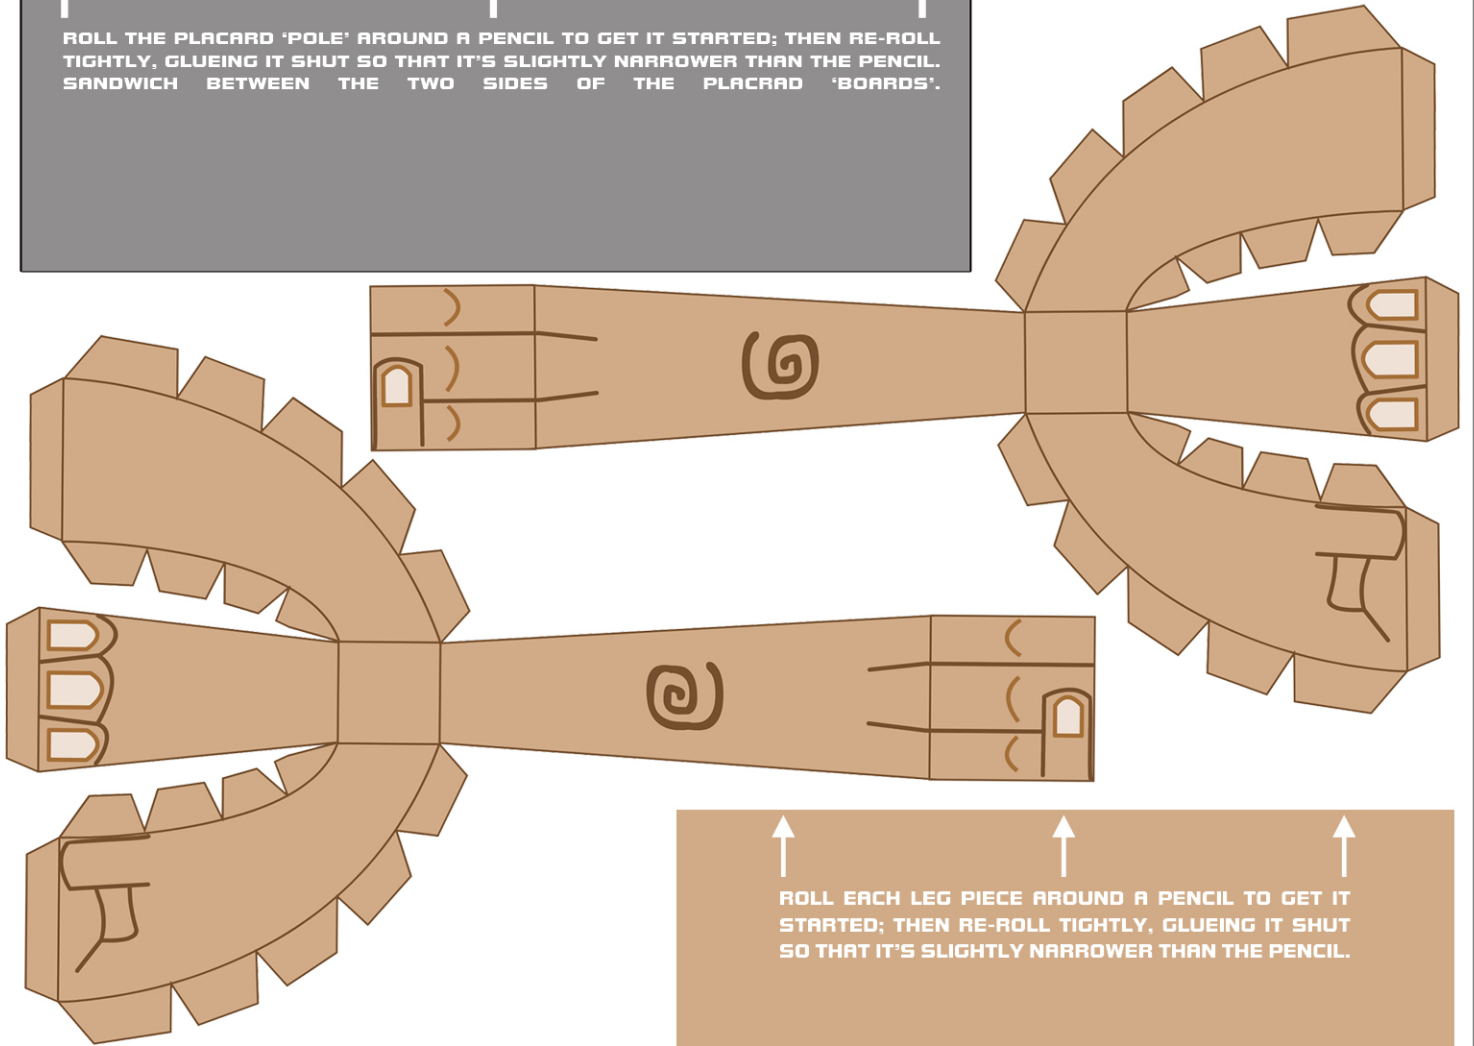 ROLL THE PLACARD ‘POLE’ AROUND A PENCIL TO GET IT STARTED; THEN RE-ROLL
TIGHTLY, GLUEING IT SHUT SO THAT IT’S SLIGHTLY NARROWER THAN THE PENCIL.
SANDWICH BETWEEN THE TWO SIDES OF THE PLACRAD ‘BOARDS’.
ROLL EACH LEG PIECE AROUND A PENCIL TO GET IT
STARTED; THEN RE-ROLL TIGHTLY, GLUEING IT SHUT
SO THAT IT’S SLIGHTLY NARROWER THAN THE PENCIL.